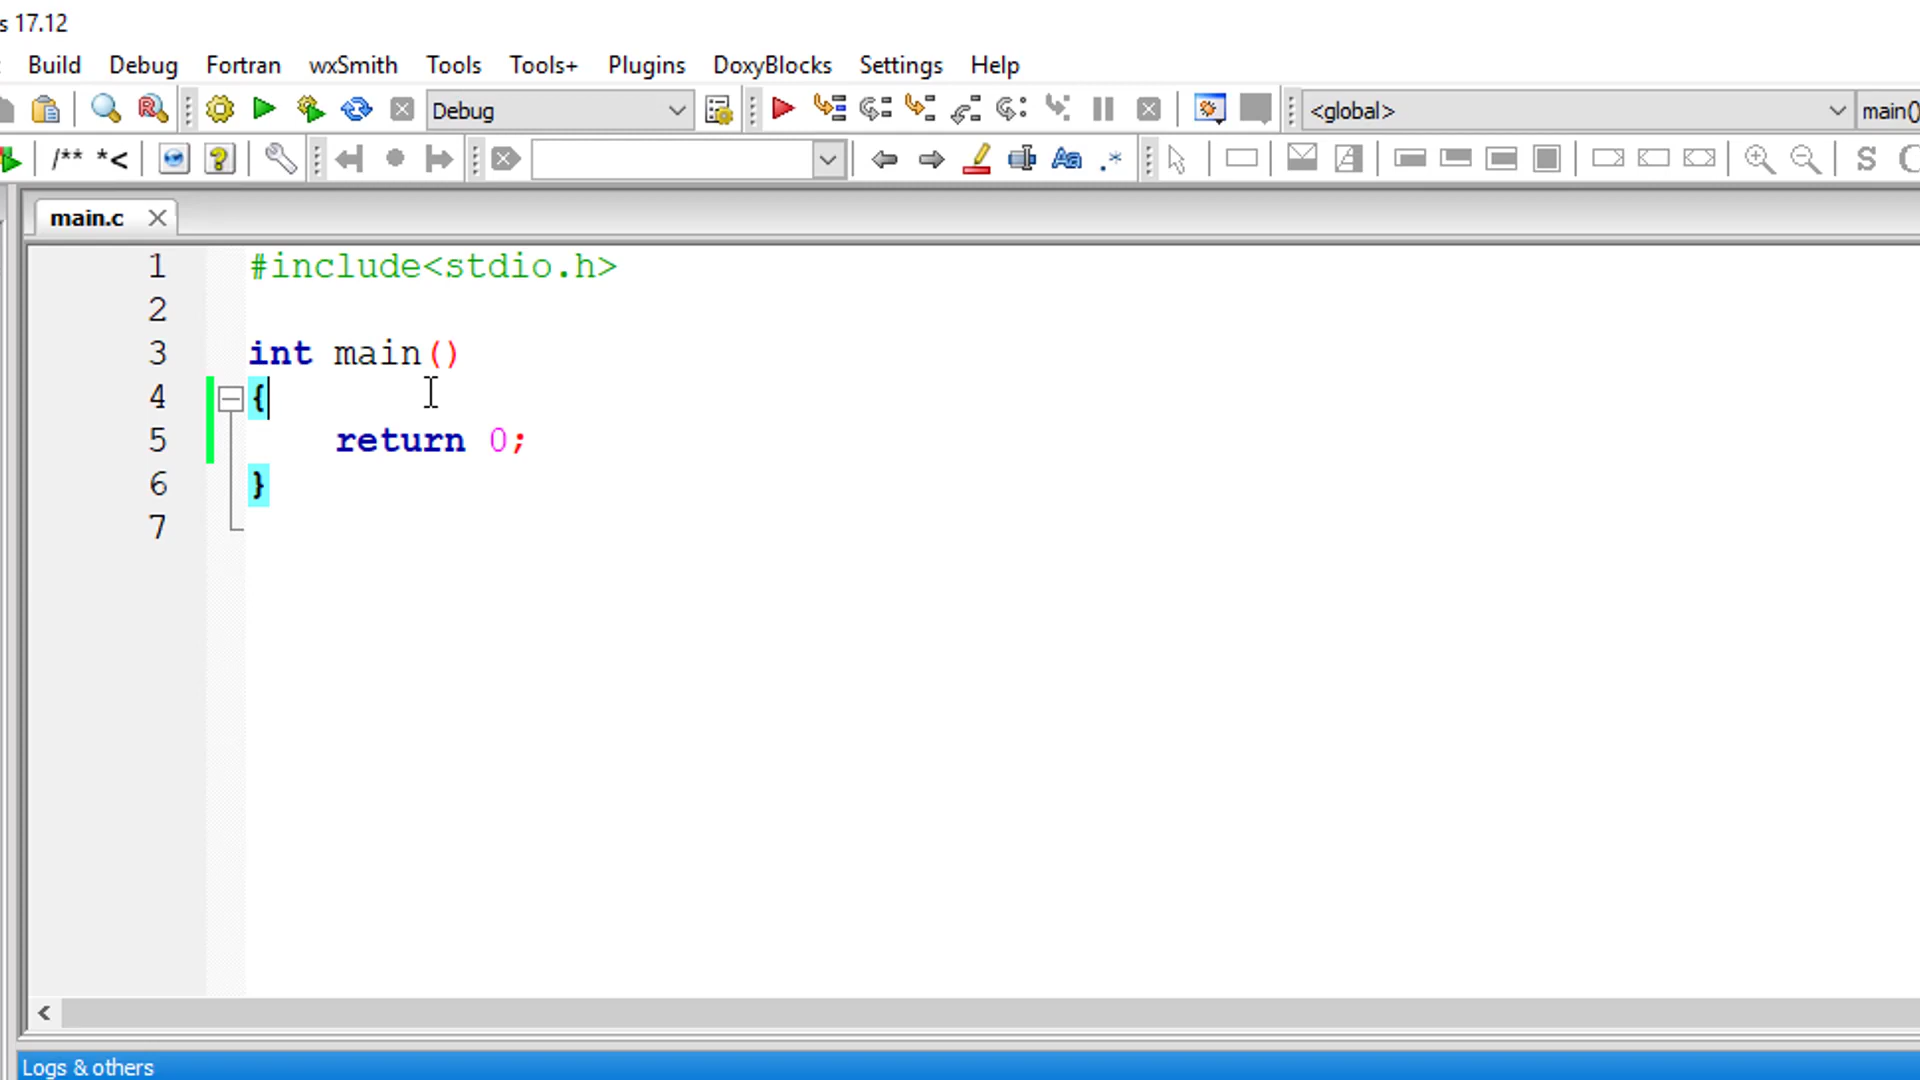 s 17.12
Build Debug Fortran wxSmith Tools Tools+ Plugins DoxyBlocks Settings Help
Debug <global> main()
/** *< Aa .* S
main.c
1 #include<stdio.h>
2
3 int main()
4 {
5 return 0;
6 }
7
Logs & others